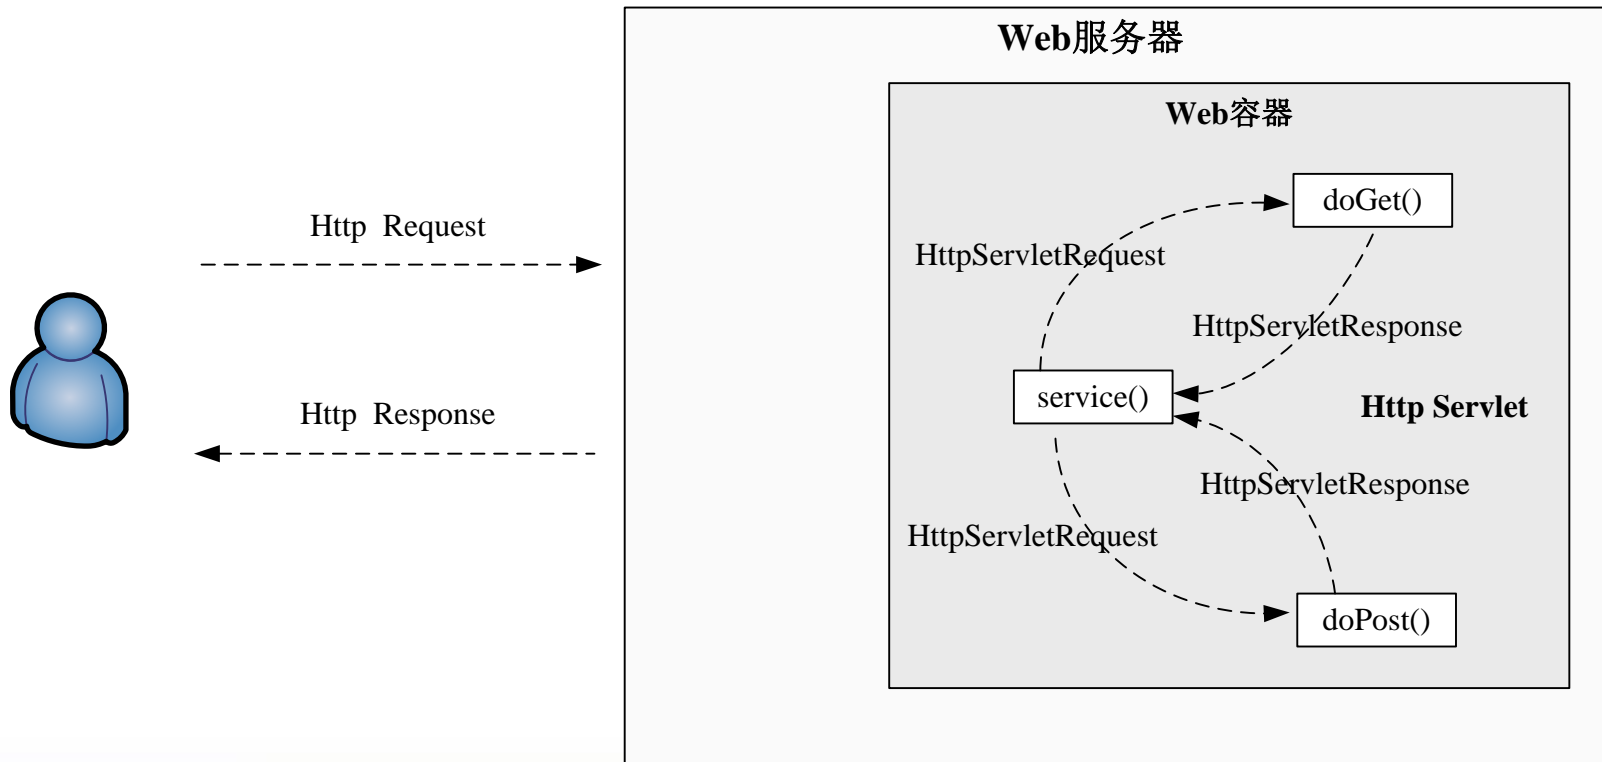 Web服务器
Web容器
doGet()
Http Request
HttpServletRequest
HttpServletResponse
service()
Http Servlet
Http Response
HttpServletResponse
HttpServletRequest
doPost()